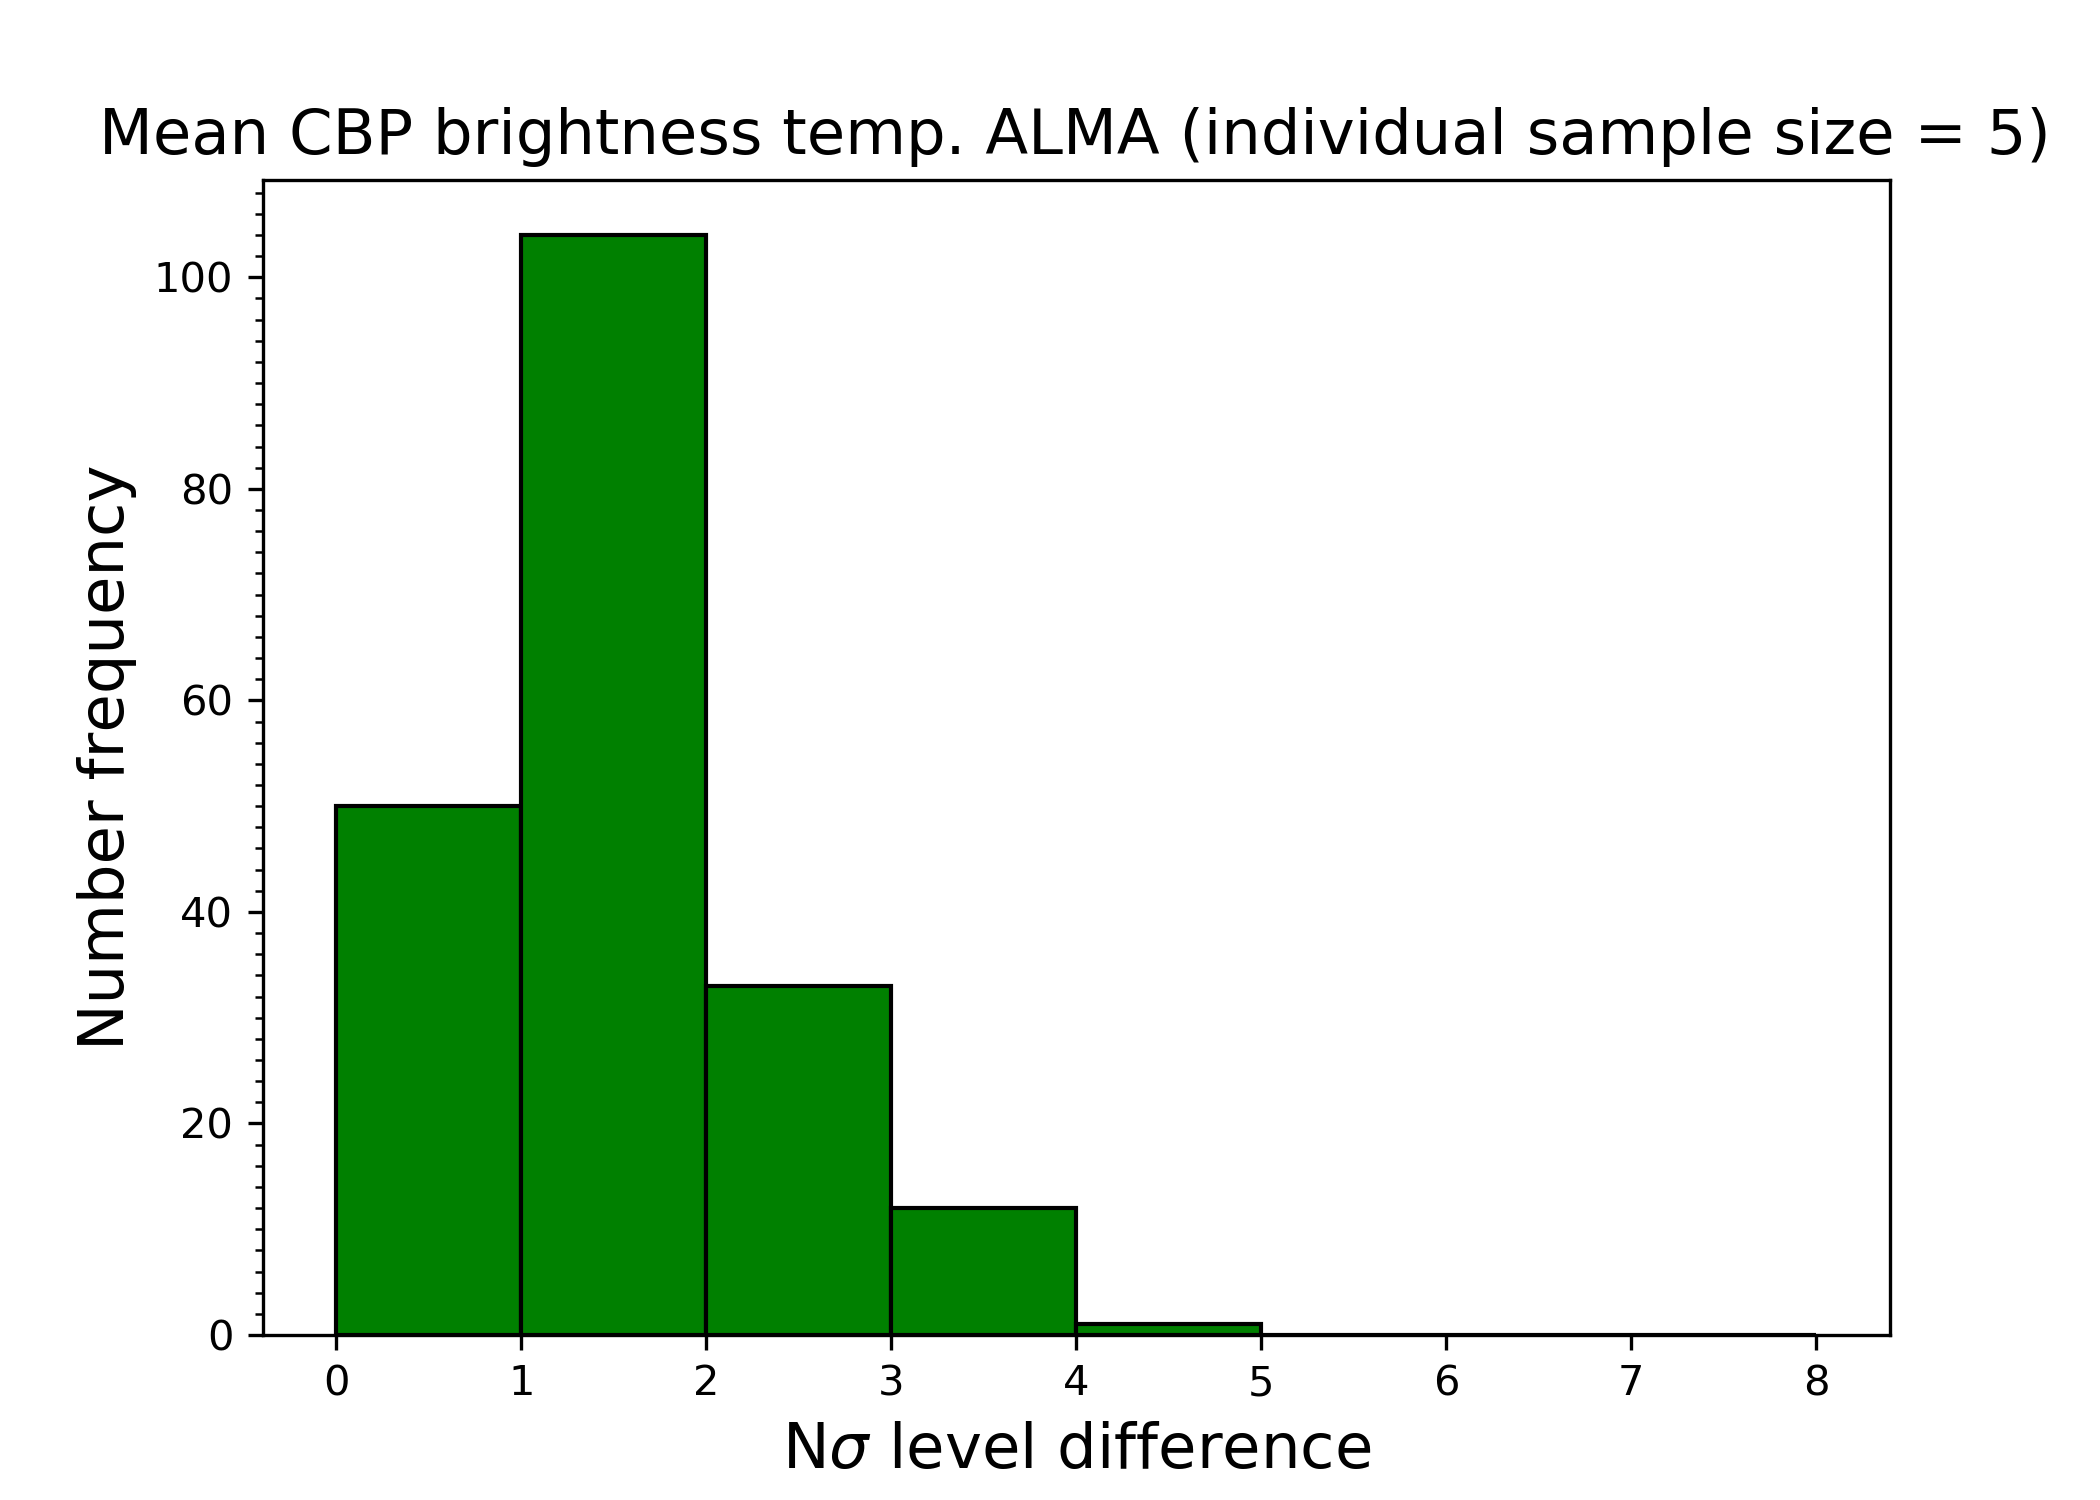 Mean CBP brightness temp. ALMA (individual sample size = 5)
Number frequency
100
80
60
40
20
0
0 1 2 3 4 5 6 7 8
Nσ level difference